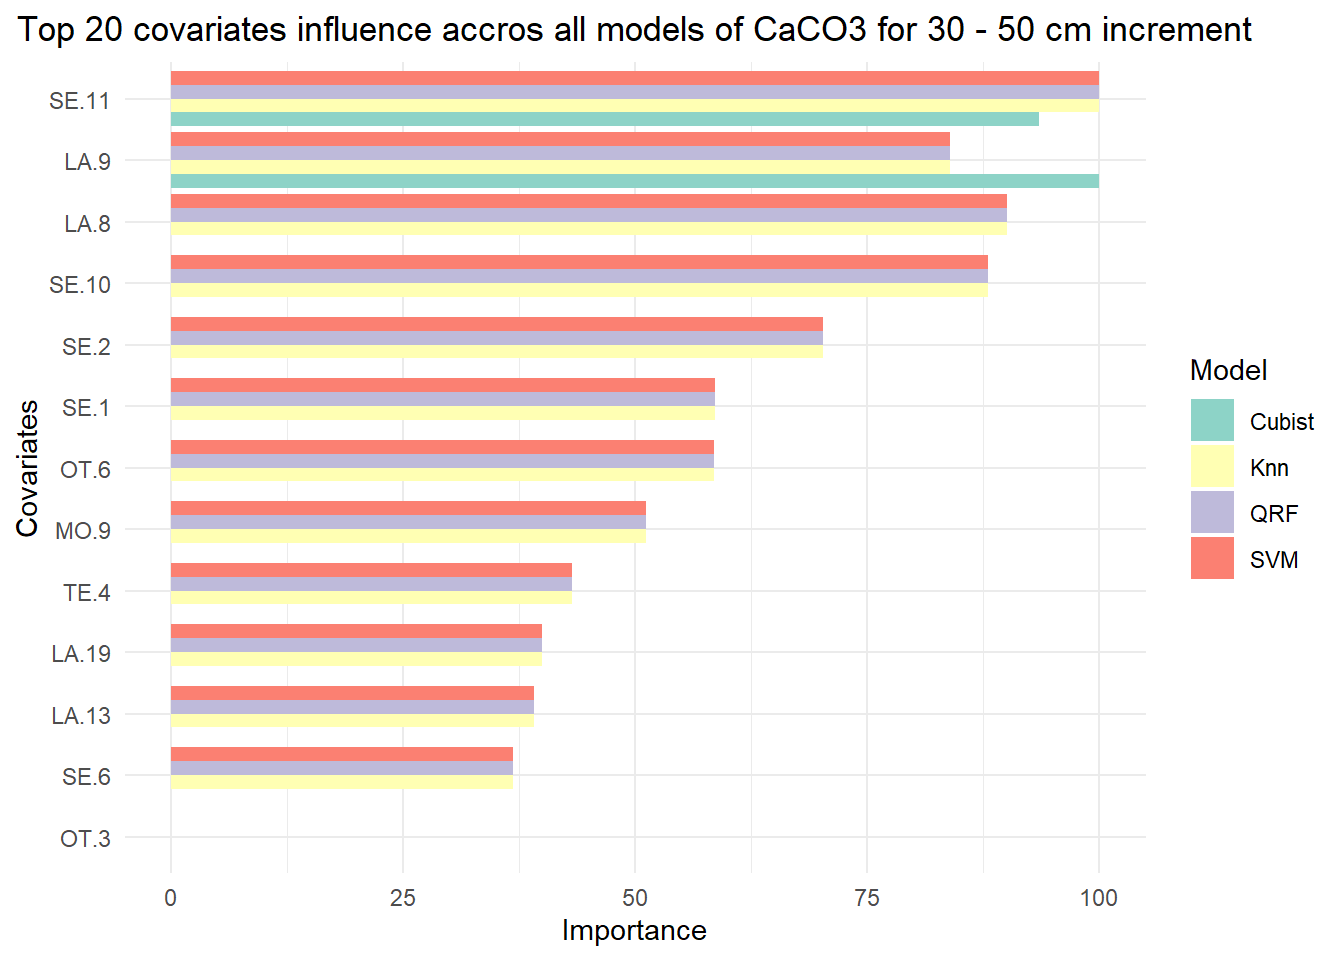 Top 20 covariates influence accros all models of CaCO3 for 30 - 50 cm increment
SE.11
LA.9
LA.8
SE.10
SE.2
SE.1
OT.6
MO.9
TE.4
LA.19
LA.13
SE.6
OT.3
Covariates
0 25 50 75 100
Importance
Model
Cubist
Knn
QRF
SVM